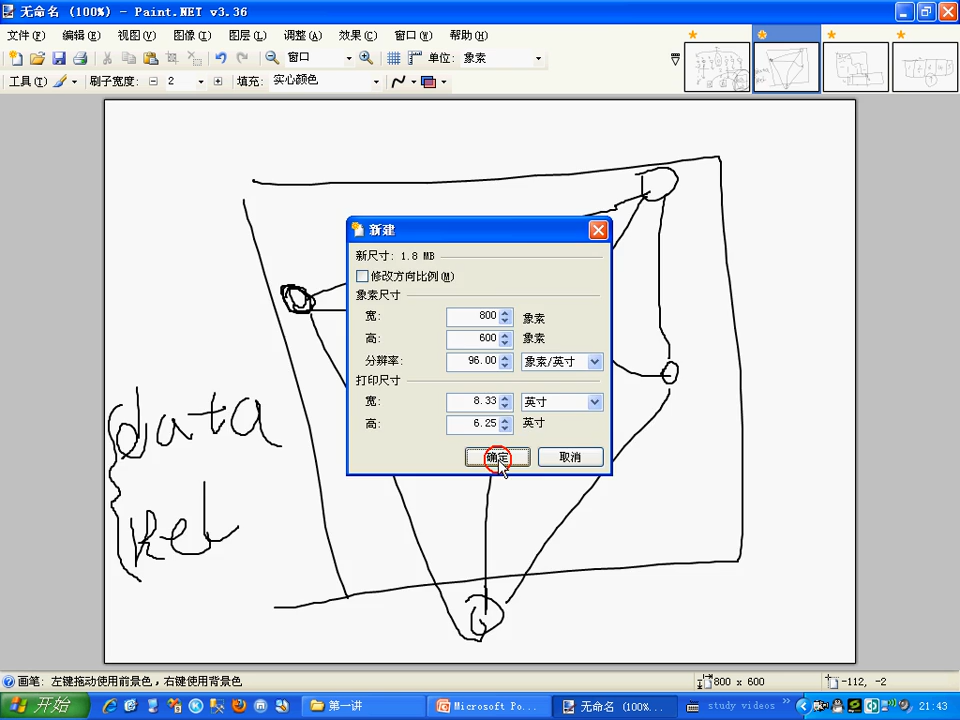 无命名 (100%) - Paint.NET v3.36
文件(F) 编辑(E) 视图(V) 图像(I) 图层(L) 调整(A) 效果(C) 窗口(W) 帮助(H)
窗口 单位: 象素
工具(T) 刷子宽度: 2 填充: 实心颜色
新建
新尺寸: 1.8 MB
修改方向比例(M)
象素尺寸
宽: 800 象素
高: 600 象素
分辨率: 96.00 象素/英寸
打印尺寸
宽: 8.33 英寸
高: 6.25 英寸
确定 取消
data
rel
画笔: 左键拖动使用前景色，右键使用背景色 800 x 600 -112, -2
开始 第一讲 Microsoft Po... 无命名 (100%... study videos 21:43